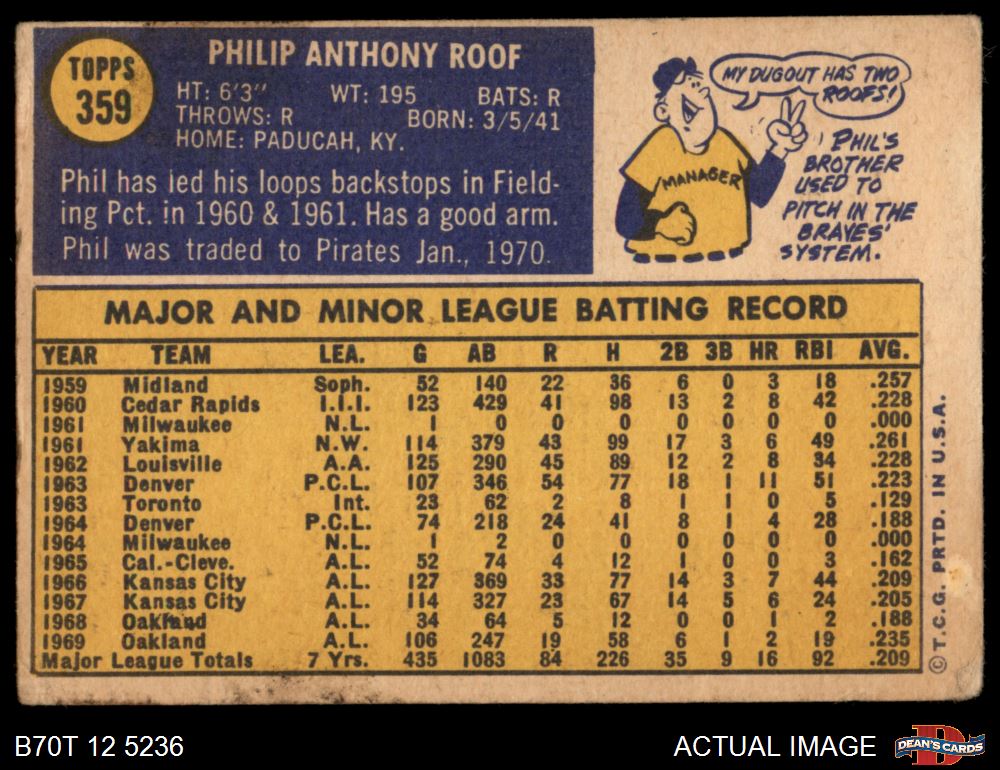 TOPPS
359
PHILIP ANTHONY ROOF
HT: 6'3" WT: 195 BATS: R
THROWS: R BORN: 3/5/41
HOME: PADUCAH, KY.
Phil has led his loops backstops in Field-
ing Pct. in 1960 & 1961. Has a good arm.
Phil was traded to Pirates Jan., 1970.
MY DUGOUT HAS TWO
ROOFS!
MANAGER
PHIL'S
BROTHER
USED TO
PITCH IN THE
BRAVES'
SYSTEM.
MAJOR AND MINOR LEAGUE BATTING RECORD
YEAR TEAM LEA. G AB R H 2B 3B HR RBI AVG.
1959 Midland Soph. 52 140 22 36 6 0 3 18 .257
1960 Cedar Rapids I.I.I. 123 429 41 98 13 2 8 42 .228
1961 Milwaukee N.L. 1 0 0 0 0 0 0 0 .000
1961 Yakima N.W. 114 379 43 99 17 3 6 49 .261
1962 Louisville A.A. 125 290 45 89 12 2 8 34 .228
1963 Denver P.C.L. 107 346 54 77 18 1 11 51 .223
1963 Toronto Int. 23 62 2 8 1 1 0 5 .129
1964 Denver P.C.L. 74 218 24 41 8 1 4 28 .188
1964 Milwaukee N.L. 1 2 0 0 0 0 0 0 .000
1965 Cal.-Cleve. A.L. 52 74 4 12 1 0 0 3 .162
1966 Kansas City A.L. 127 369 33 77 14 3 7 44 .209
1967 Kansas City A.L. 114 327 23 67 14 5 6 24 .205
1968 Oakland A.L. 34 64 5 12 0 0 1 2 .188
1969 Oakland A.L. 106 247 19 58 6 1 2 19 .235
Major League Totals 7 Yrs. 435 1083 84 226 35 9 16 92 .209
© T.C.G. PRTD. IN U.S.A.
B70T 12 5236
ACTUAL IMAGE
D
DEAN'S CARDS